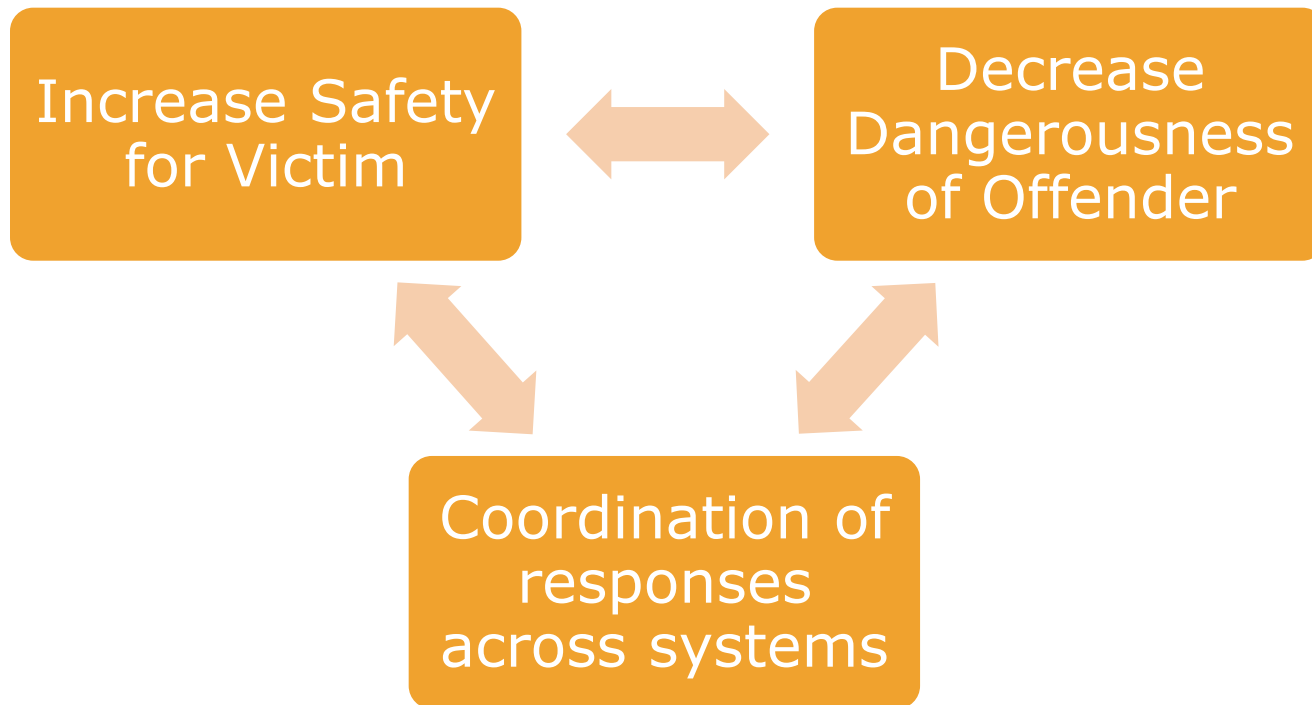 Increase Safety
for Victim
Decrease
Dangerousness
of Offender
Coordination of
responses
across systems